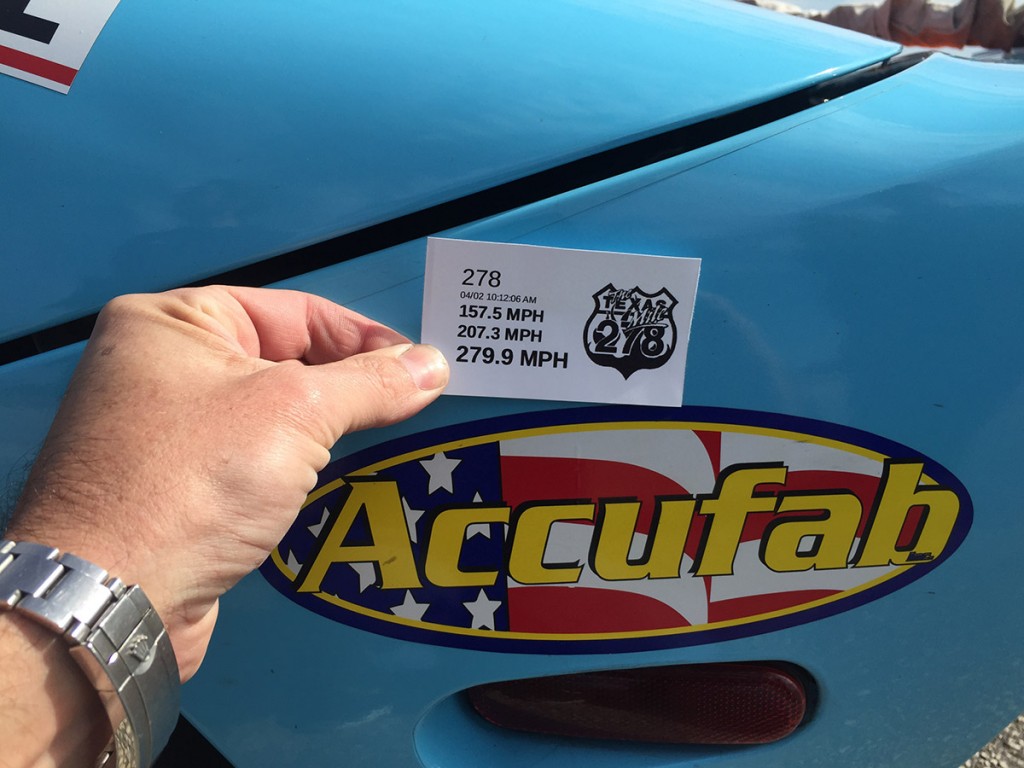 278
04/02 10:12:06 AM
157.5 MPH
207.3 MPH
279.9 MPH
The
TEXAS
Mile
278
Accufab